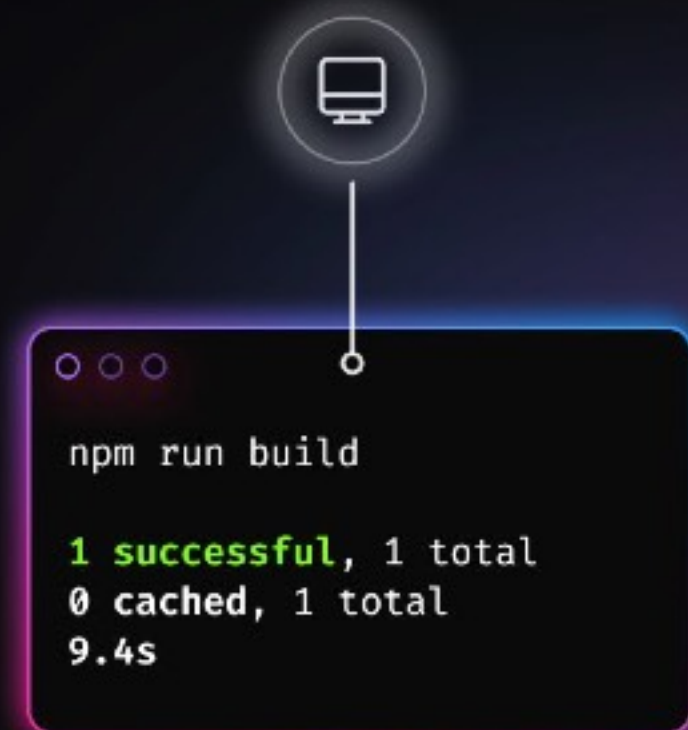 npm run build
1 successful, 1 total
0 cached, 1 total
9.4s